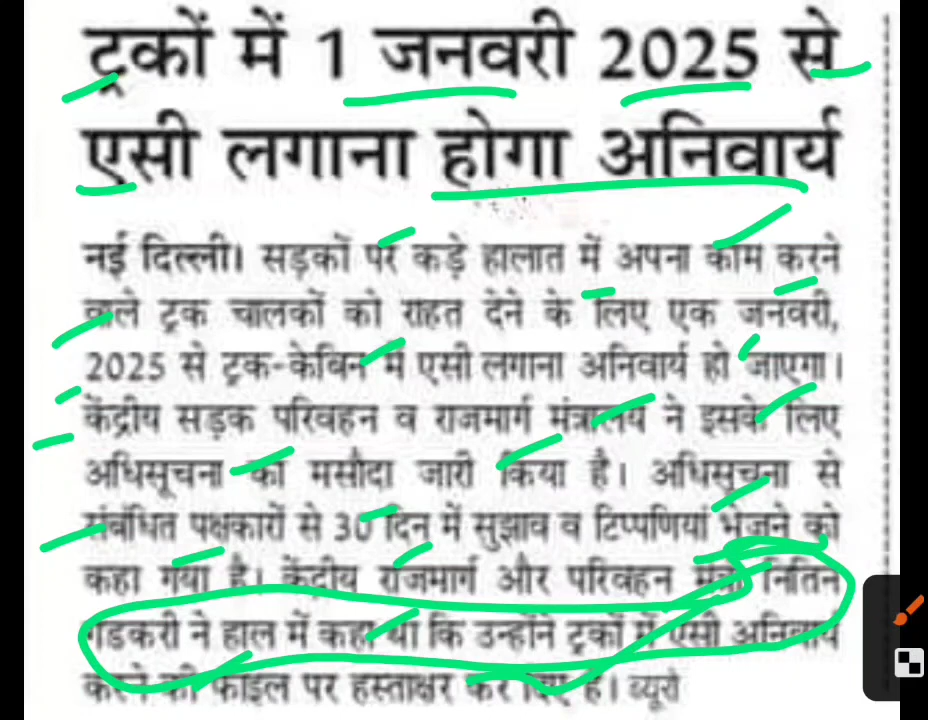 ट्रकों में 1 जनवरी 2025 से
एसी लगाना होगा अनिवार्य
नई दिल्ली। सड़कों पर कड़े हालात में अपना काम करने
वाले ट्रक चालकों को राहत देने के लिए एक जनवरी,
2025 से ट्रक-केबिन में एसी लगाना अनिवार्य हो जाएगा।
केंद्रीय सड़क परिवहन व राजमार्ग मंत्रालय ने इसके लिए
अधिसूचना का मसौदा जारी किया है। अधिसूचना से
संबंधित पक्षकारों से 30 दिन में सुझाव व टिप्पणियां भेजने को
कहा गया है। केंद्रीय राजमार्ग और परिवहन मंत्री नितिन
गडकरी ने हाल में कहा था कि उन्होंने ट्रकों में एसी अनिवार्य
करने की फाइल पर हस्ताक्षर कर दिए हैं। ब्यूरो